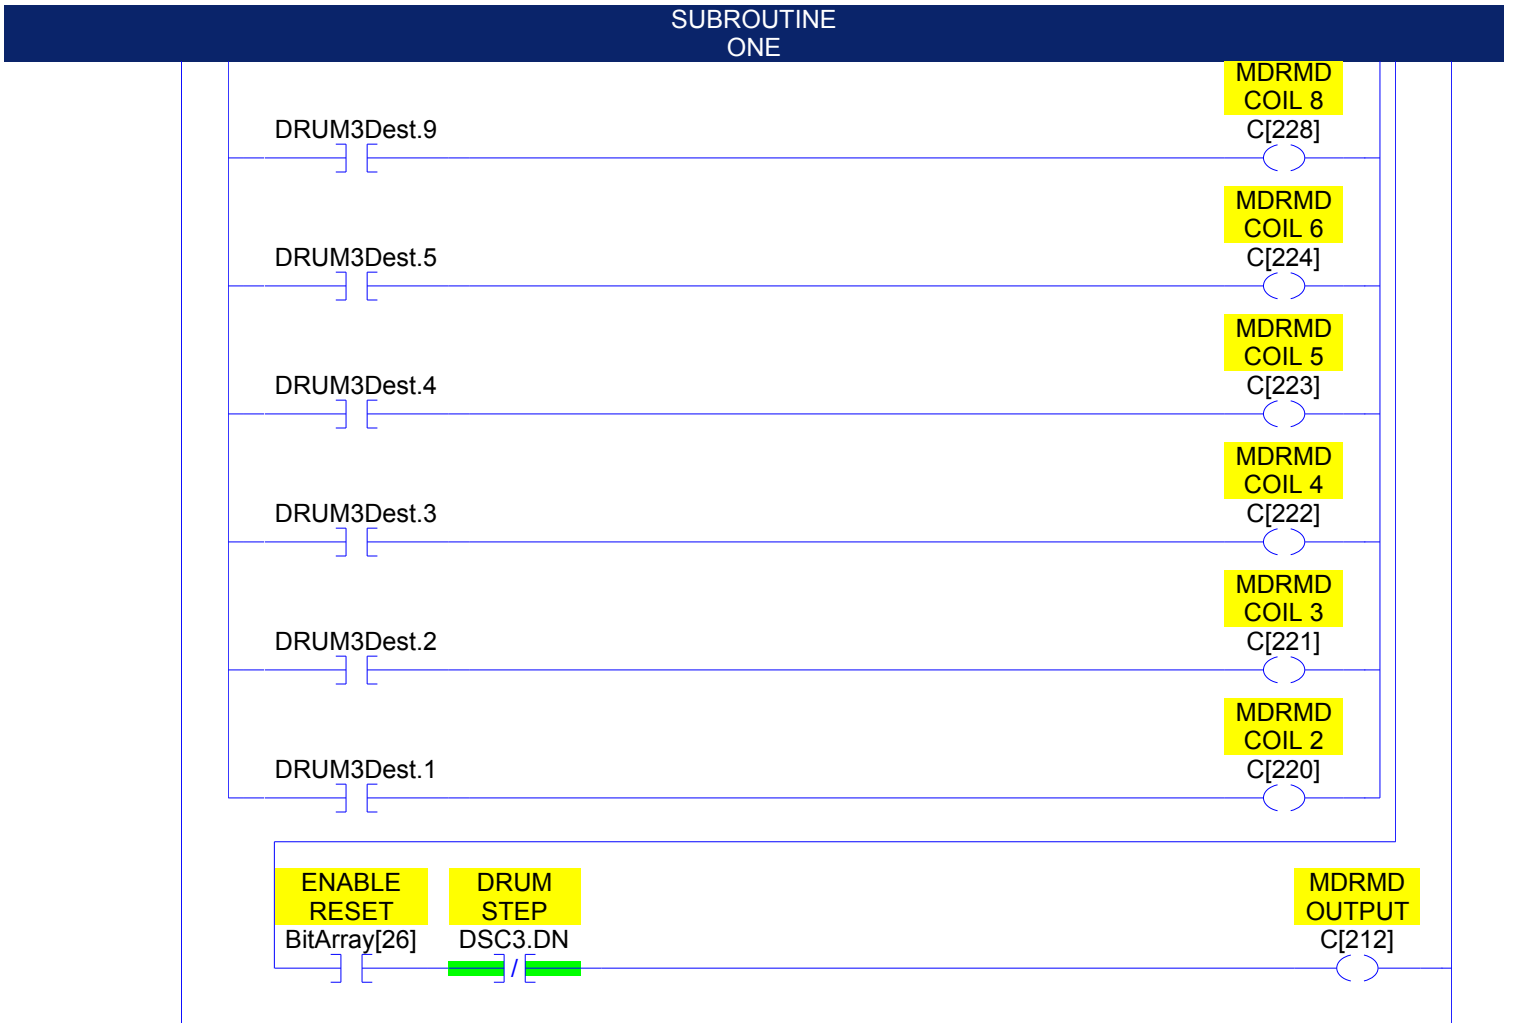 SUBROUTINE
ONE
MDRMD
COIL 8
DRUM3Dest.9
C[228]
MDRMD
COIL 6
DRUM3Dest.5
C[224]
MDRMD
COIL 5
DRUM3Dest.4
C[223]
MDRMD
COIL 4
DRUM3Dest.3
C[222]
MDRMD
COIL 3
DRUM3Dest.2
C[221]
MDRMD
COIL 2
DRUM3Dest.1
C[220]
ENABLE
RESET
BitArray[26]
DRUM
STEP
DSC3.DN
/
MDRMD
OUTPUT
C[212]